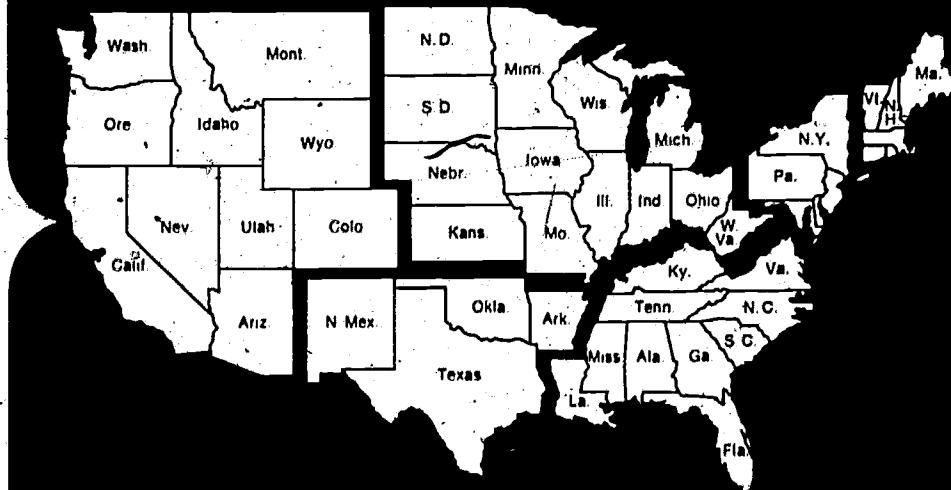 Wash.
Mont.
N.D.
Minn.
Ma.
Ore
Idaho
S.D.
Wis.
Vt.
N.
H.
Wyo
Mich.
N.Y.
Nebr.
Iowa
Pa.
Nev.
Utah
Colo
Kans.
Mo.
Ill.
Ind
Ohio
W.
Va
Calif.
Ky.
Va.
Ariz.
N Mex.
Okla.
Ark.
Tenn.
N.C.
S C.
Texas
Miss
Ala.
Ga.
La.
Fla.